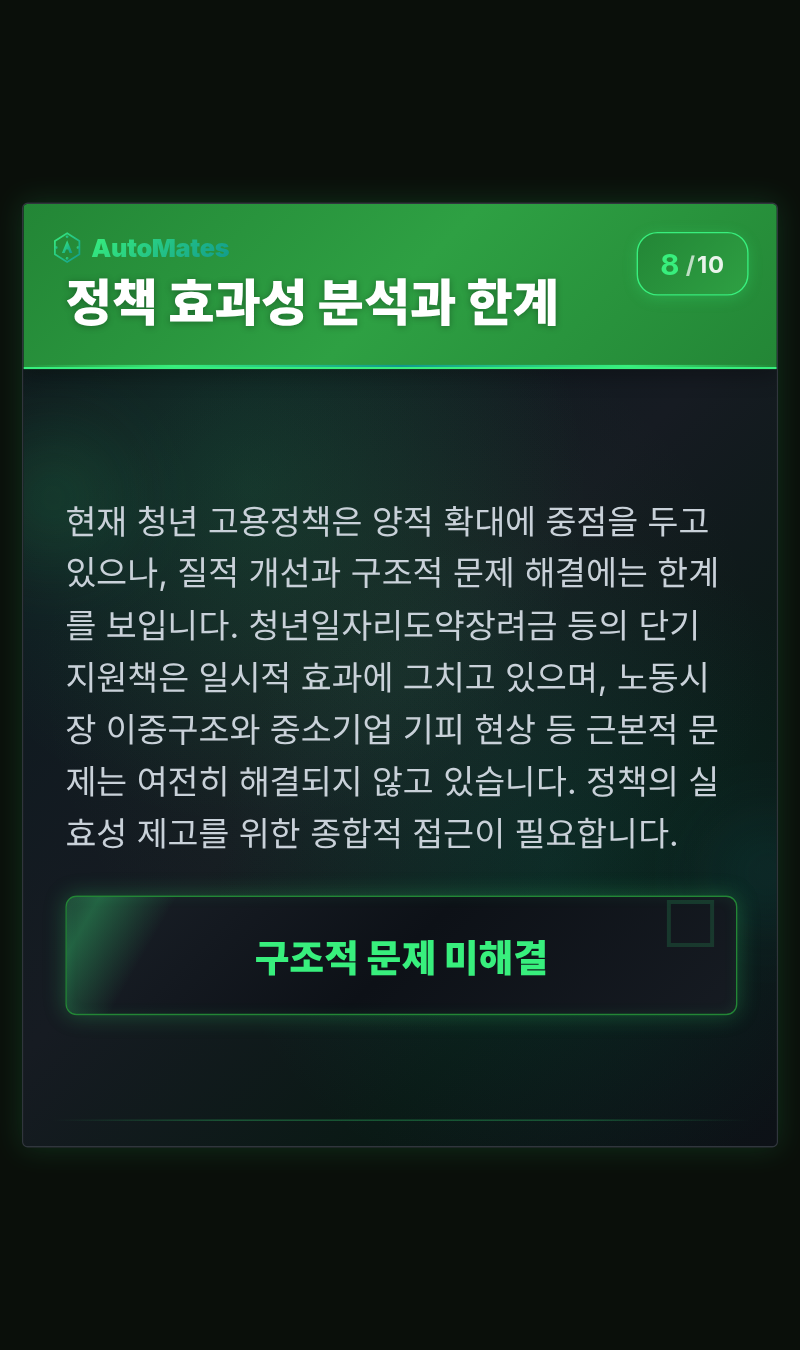 AutoMates
8 /10
정책 효과성 분석과 한계
현재 청년 고용정책은 양적 확대에 중점을 두고
있으나, 질적 개선과 구조적 문제 해결에는 한계
를 보입니다. 청년일자리도약장려금 등의 단기
지원책은 일시적 효과에 그치고 있으며, 노동시
장 이중구조와 중소기업 기피 현상 등 근본적 문
제는 여전히 해결되지 않고 있습니다. 정책의 실
효성 제고를 위한 종합적 접근이 필요합니다.
구조적 문제 미해결